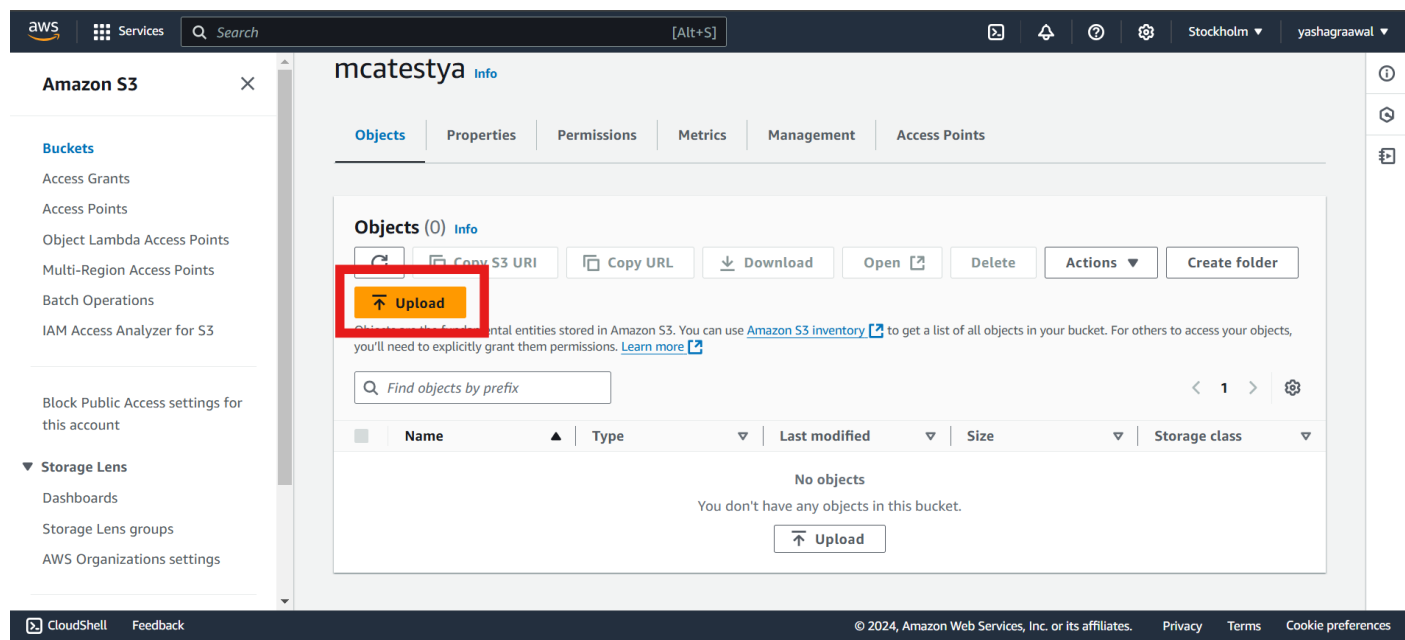 aws
Services
Search
[Alt+S]
Stockholm ▼
yashagraawal ▼
Amazon S3
Buckets
Access Grants
Access Points
Object Lambda Access Points
Multi-Region Access Points
Batch Operations
IAM Access Analyzer for S3
Block Public Access settings for
this account
▼ Storage Lens
Dashboards
Storage Lens groups
AWS Organizations settings
mcatestya Info
Objects
Properties
Permissions
Metrics
Management
Access Points
Objects (0) Info
Copy S3 URI
Copy URL
Download
Open
Delete
Actions ▼
Create folder
Upload
Objects are the fundamental entities stored in Amazon S3. You can use Amazon S3 inventory to get a list of all objects in your bucket. For others to access your objects,
you'll need to explicitly grant them permissions. Learn more
Find objects by prefix
1
Name
Type
Last modified
Size
Storage class
No objects
You don't have any objects in this bucket.
Upload
CloudShell
Feedback
© 2024, Amazon Web Services, Inc. or its affiliates.
Privacy
Terms
Cookie preferences